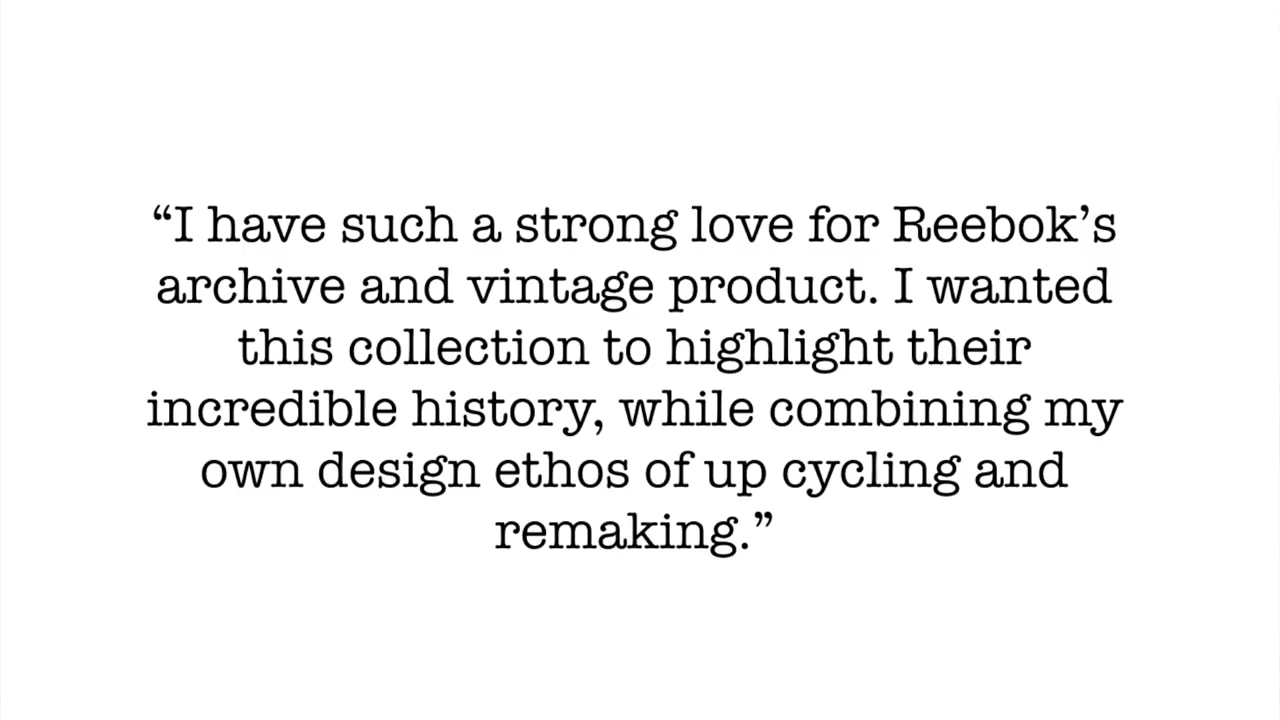 “I have such a strong love for Reebok’s
archive and vintage product. I wanted
this collection to highlight their
incredible history, while combining my
own design ethos of up cycling and
remaking.”